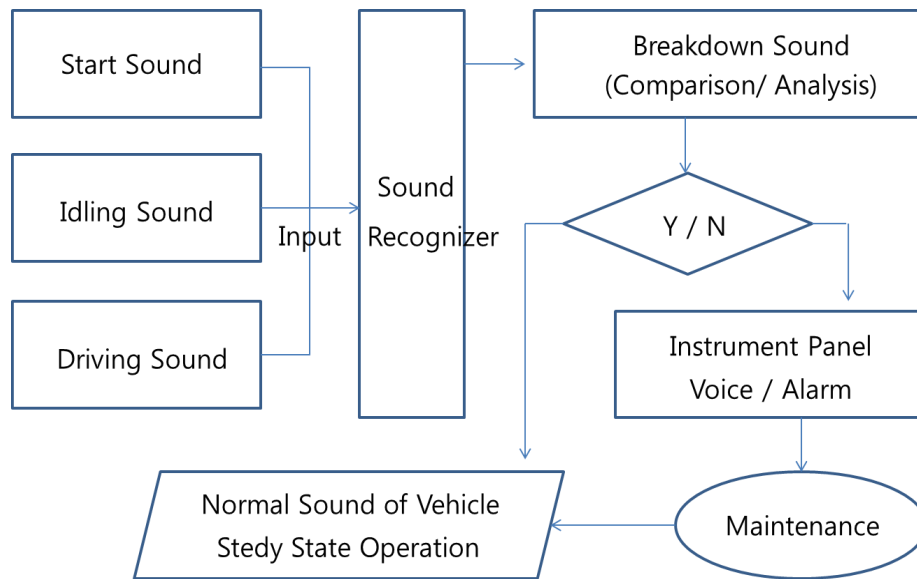 Start Sound
Idling Sound
Driving Sound
Input
Sound
Recognizer
Breakdown Sound
(Comparison/ Analysis)
Y / N
Instrument Panel
Voice / Alarm
Maintenance
Normal Sound of Vehicle
Stedy State Operation